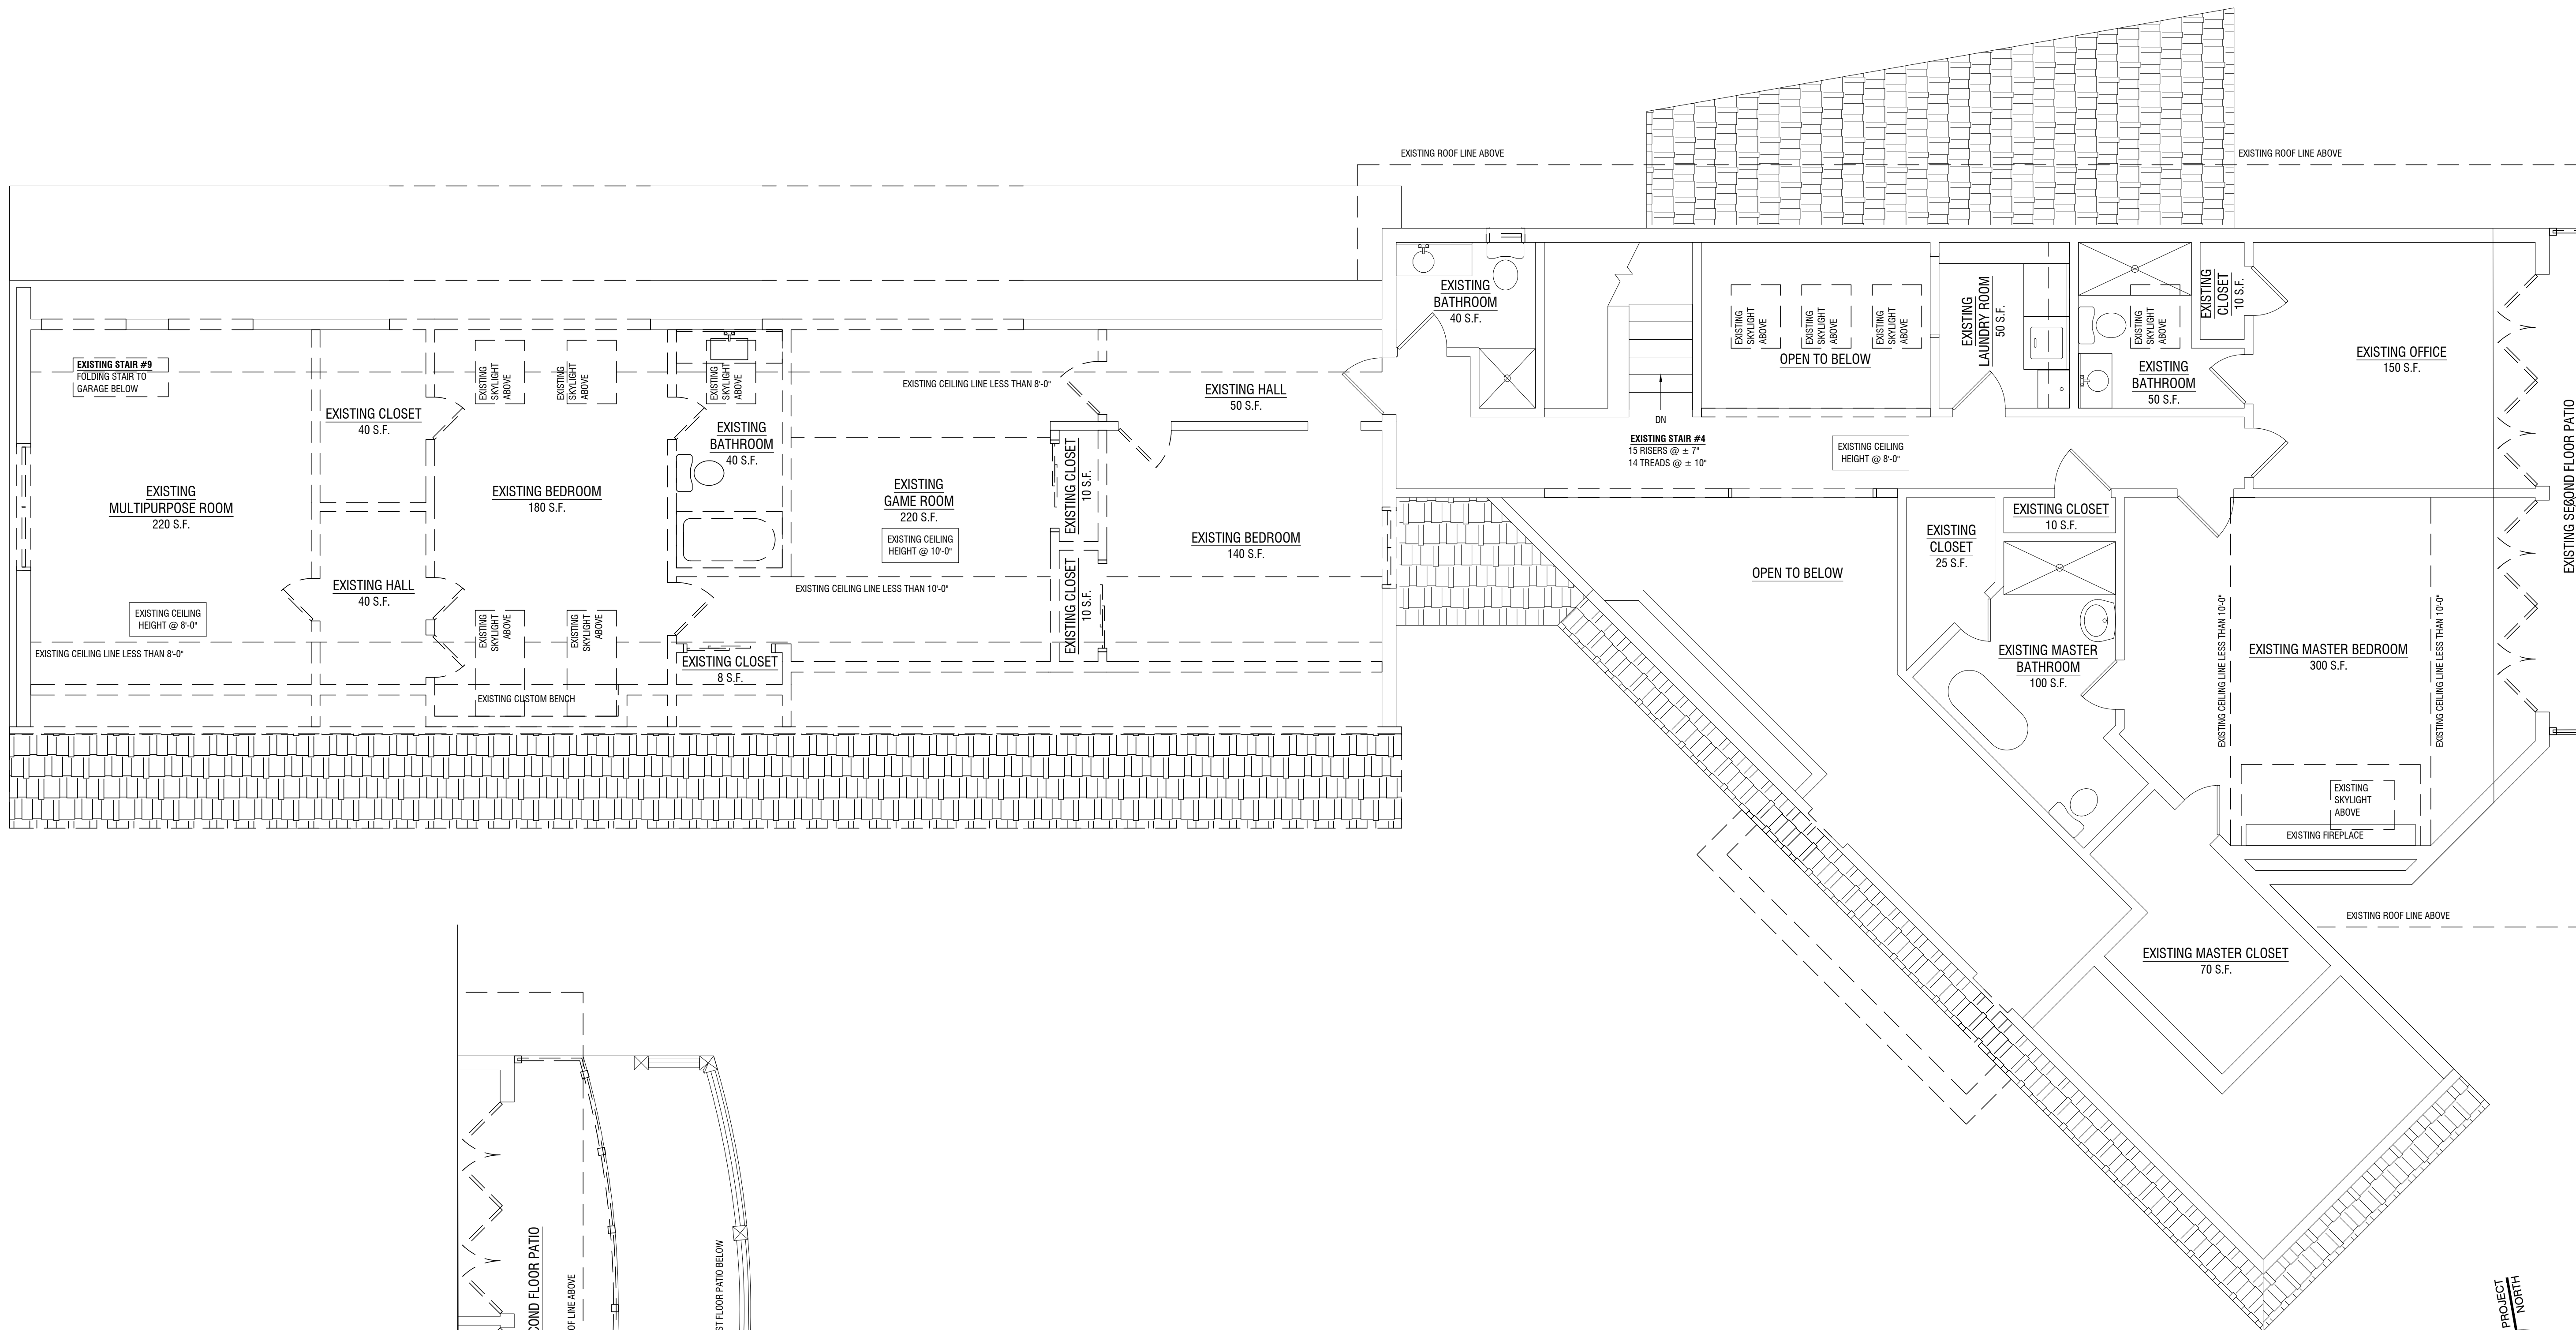 EXISTING ROOF LINE ABOVE
EXISTING ROOF LINE ABOVE
EXISTING STAIR #9
FOLDING STAIR TO
GARAGE BELOW
EXISTING CLOSET
40 S.F.
EXISTING
MULTIPURPOSE ROOM
220 S.F.
EXISTING HALL
40 S.F.
EXISTING CEILING
HEIGHT @ 8'-0"
EXISTING CEILING LINE LESS THAN 8'-0"
EXISTING
SKYLIGHT
ABOVE
EXISTING
SKYLIGHT
ABOVE
EXISTING BEDROOM
180 S.F.
EXISTING
SKYLIGHT
ABOVE
EXISTING
SKYLIGHT
ABOVE
EXISTING CUSTOM BENCH
EXISTING
SKYLIGHT
ABOVE
EXISTING
BATHROOM
40 S.F.
EXISTING CLOSET
8 S.F.
EXISTING CEILING LINE LESS THAN 8'-0"
EXISTING
GAME ROOM
220 S.F.
EXISTING CEILING
HEIGHT @ 10'-0"
EXISTING CEILING LINE LESS THAN 10'-0"
EXISTING CLOSET
10 S.F.
EXISTING CLOSET
10 S.F.
EXISTING HALL
50 S.F.
EXISTING BEDROOM
140 S.F.
EXISTING
BATHROOM
40 S.F.
DN
EXISTING STAIR #4
15 RISERS @ ± 7"
14 TREADS @ ± 10"
EXISTING
SKYLIGHT
ABOVE
EXISTING
SKYLIGHT
ABOVE
EXISTING
SKYLIGHT
ABOVE
OPEN TO BELOW
EXISTING CEILING
HEIGHT @ 8'-0"
EXISTING
LAUNDRY ROOM
50 S.F.
EXISTING
SKYLIGHT
ABOVE
EXISTING
BATHROOM
50 S.F.
EXISTING
CLOSET
10 S.F.
EXISTING OFFICE
150 S.F.
EXISTING SECOND FLOOR PATIO
OPEN TO BELOW
EXISTING
CLOSET
25 S.F.
EXISTING CLOSET
10 S.F.
EXISTING MASTER
BATHROOM
100 S.F.
EXISTING CEILING LINE LESS THAN 10'-0"
EXISTING MASTER BEDROOM
300 S.F.
EXISTING CEILING LINE LESS THAN 10'-0"
EXISTING
SKYLIGHT
ABOVE
EXISTING FIREPLACE
EXISTING ROOF LINE ABOVE
EXISTING MASTER CLOSET
70 S.F.
COND FLOOR PATIO
OF LINE ABOVE
ST FLOOR PATIO BELOW
PROJECT
NORTH